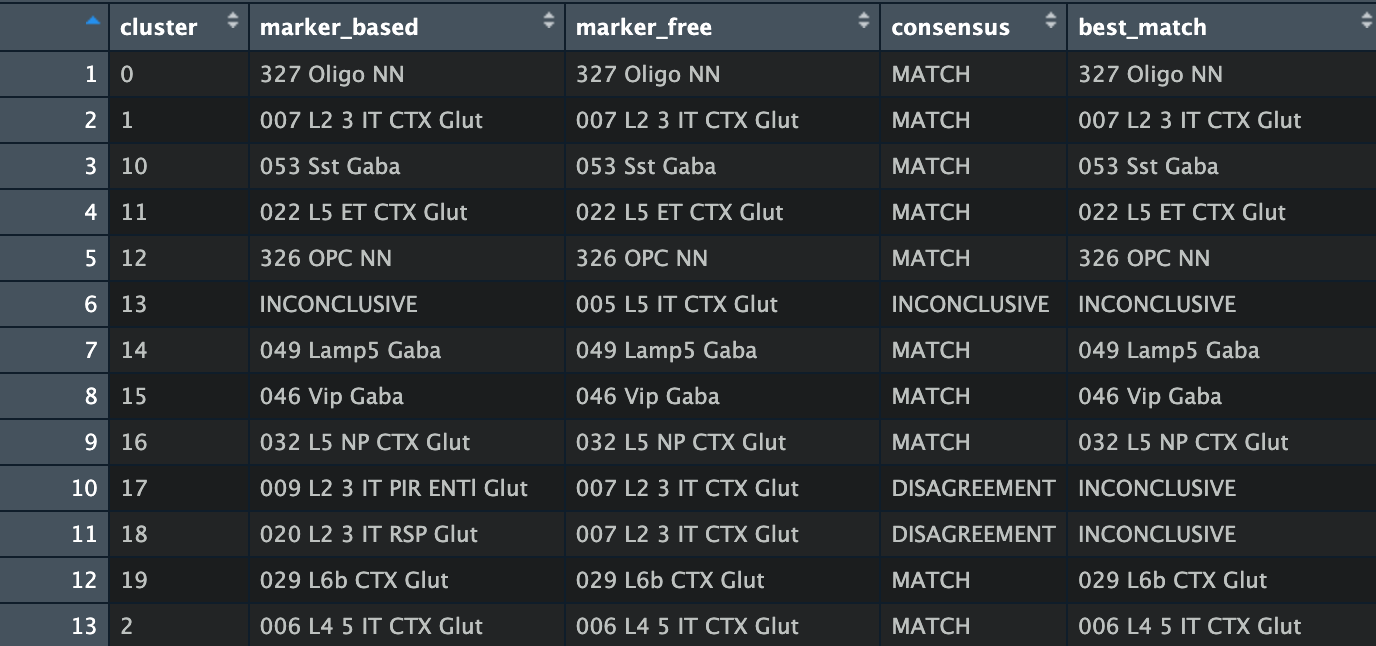 cluster marker_based marker_free consensus best_match
1 0 327 Oligo NN 327 Oligo NN MATCH 327 Oligo NN
2 1 007 L2 3 IT CTX Glut 007 L2 3 IT CTX Glut MATCH 007 L2 3 IT CTX Glut
3 10 053 Sst Gaba 053 Sst Gaba MATCH 053 Sst Gaba
4 11 022 L5 ET CTX Glut 022 L5 ET CTX Glut MATCH 022 L5 ET CTX Glut
5 12 326 OPC NN 326 OPC NN MATCH 326 OPC NN
6 13 INCONCLUSIVE 005 L5 IT CTX Glut INCONCLUSIVE INCONCLUSIVE
7 14 049 Lamp5 Gaba 049 Lamp5 Gaba MATCH 049 Lamp5 Gaba
8 15 046 Vip Gaba 046 Vip Gaba MATCH 046 Vip Gaba
9 16 032 L5 NP CTX Glut 032 L5 NP CTX Glut MATCH 032 L5 NP CTX Glut
10 17 009 L2 3 IT PIR ENTl Glut 007 L2 3 IT CTX Glut DISAGREEMENT INCONCLUSIVE
11 18 020 L2 3 IT RSP Glut 007 L2 3 IT CTX Glut DISAGREEMENT INCONCLUSIVE
12 19 029 L6b CTX Glut 029 L6b CTX Glut MATCH 029 L6b CTX Glut
13 2 006 L4 5 IT CTX Glut 006 L4 5 IT CTX Glut MATCH 006 L4 5 IT CTX Glut